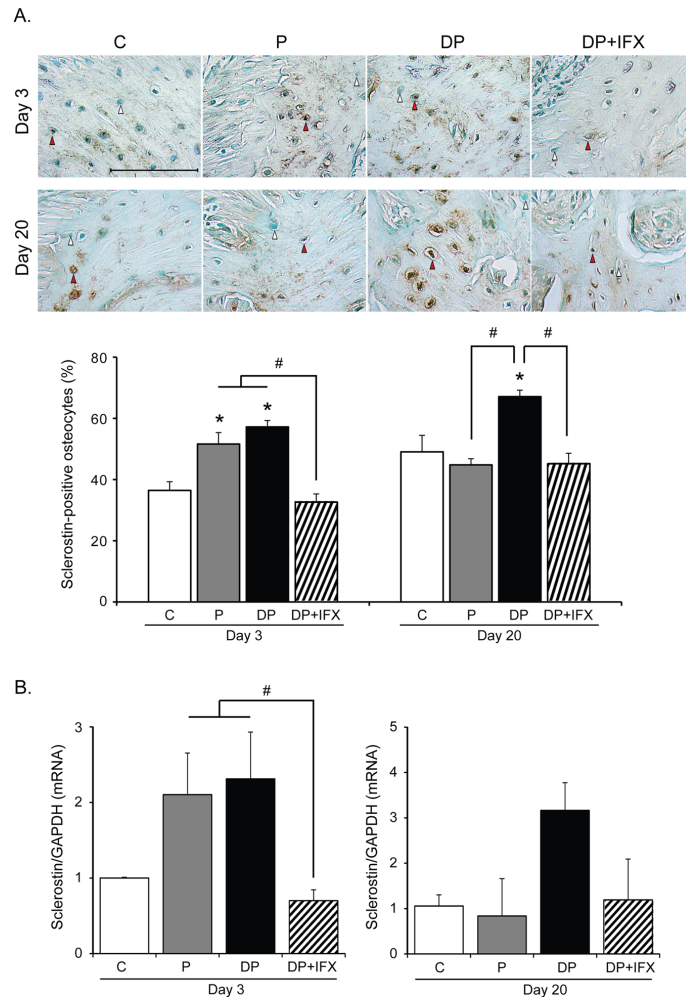 A.
C P DP DP+IFX
Day 3
Day 20
Sclerostin-positive osteocytes (%)
80
60
40
20
0
#
* *
# #
*
C P DP DP+IFX C P DP DP+IFX
Day 3 Day 20
B.
Sclerostin/GAPDH (mRNA)
3
2
1
0
#
C P DP DP+IFX
Day 3
Sclerostin/GAPDH (mRNA)
5
4
3
2
1
0
C P DP DP+IFX
Day 20